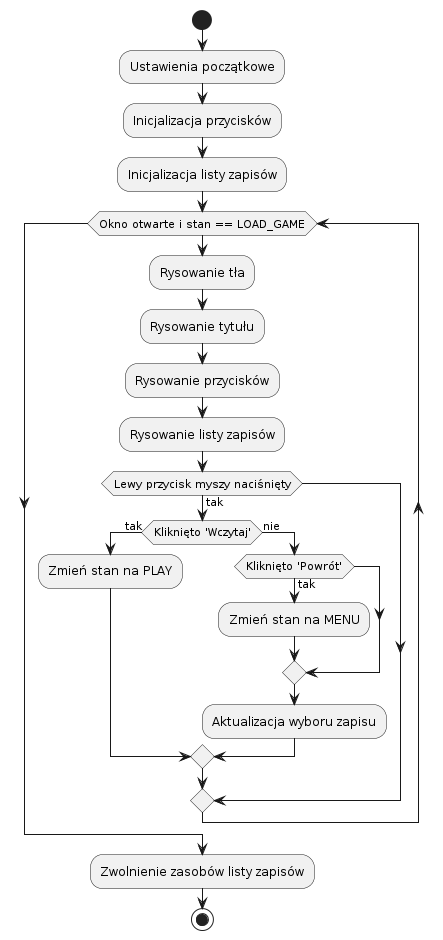 Ustawienia początkowe
Inicjalizacja przycisków
Inicjalizacja listy zapisów
Okno otwarte i stan == LOAD_GAME
Rysowanie tła
Rysowanie tytułu
Rysowanie przycisków
Rysowanie listy zapisów
Lewy przycisk myszy naciśnięty
tak
tak
Kliknięto 'Wczytaj'
nie
Zmień stan na PLAY
Kliknięto 'Powrót'
tak
Zmień stan na MENU
Aktualizacja wyboru zapisu
Zwolnienie zasobów listy zapisów